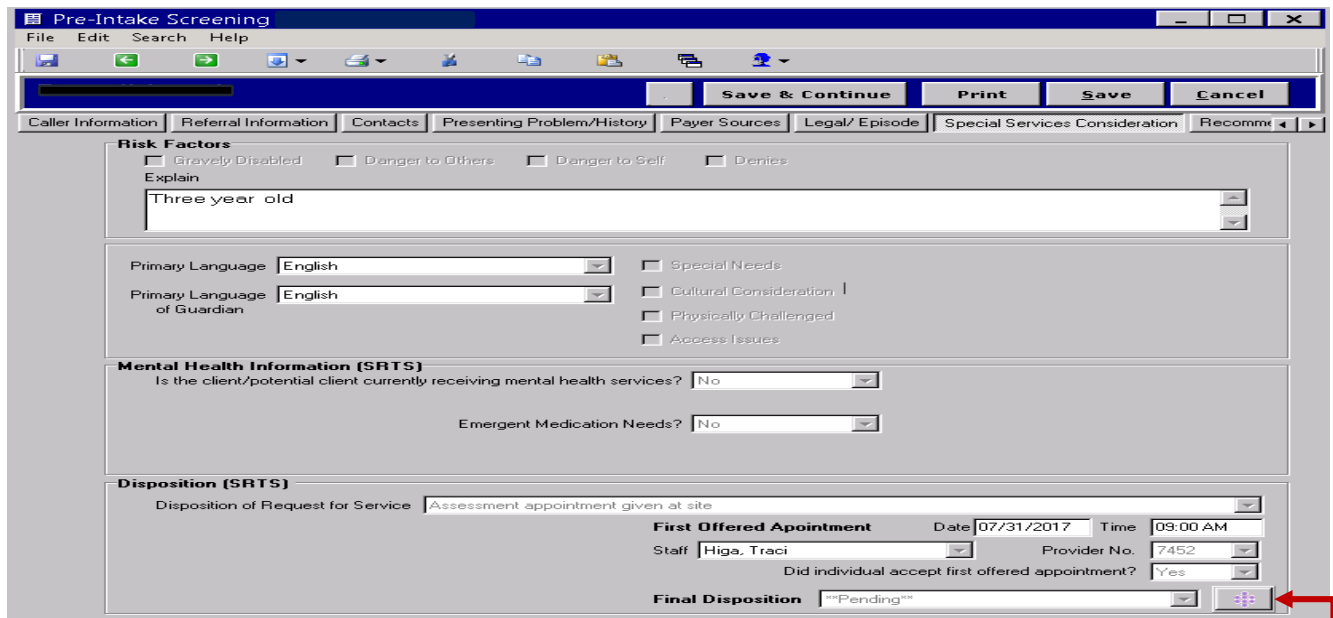 Pre-Intake Screening
File Edit Search Help
Save & Continue Print Save Cancel
Caller Information Referral Information Contacts Presenting Problem/History Payer Sources Legal/ Episode Special Services Consideration Recomme
Risk Factors
Gravely Disabled Danger to Others Danger to Self Denies
Explain
Three year old
Primary Language English Special Needs
Primary Language English Cultural Consideration
of Guardian
Physically Challenged
Access Issues
Mental Health Information (SRTS)
Is the client/potential client currently receiving mental health services? No
Emergent Medication Needs? No
Disposition (SRTS)
Disposition of Request for Service Assessment appointment given at site
First Offered Apointment Date 07/31/2017 Time 09:00 AM
Staff Higa, Traci Provider No. 7452
Did individual accept first offered appointment? Yes
Final Disposition **Pending**